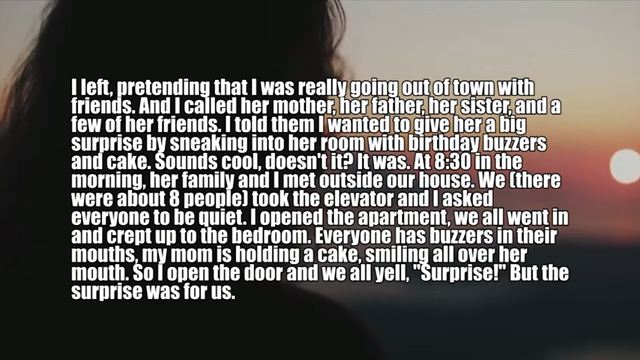 I left, pretending that I was really going out of town with
friends. And I called her mother, her father, her sister, and a
few of her friends. I told them I wanted to give her a big
surprise by sneaking into her room with birthday buzzers
and cake. Sounds cool, doesn't it? It was. At 8:30 in the
morning, her family and I met outside our house. We (there
were about 8 people) took the elevator and I asked
everyone to be quiet. I opened the apartment, we all went in
and crept up to the bedroom. Everyone has buzzers in their
mouths, my mom is holding a cake, smiling all over her
mouth. So I open the door and we all yell, "Surprise!" But the
surprise was for us.